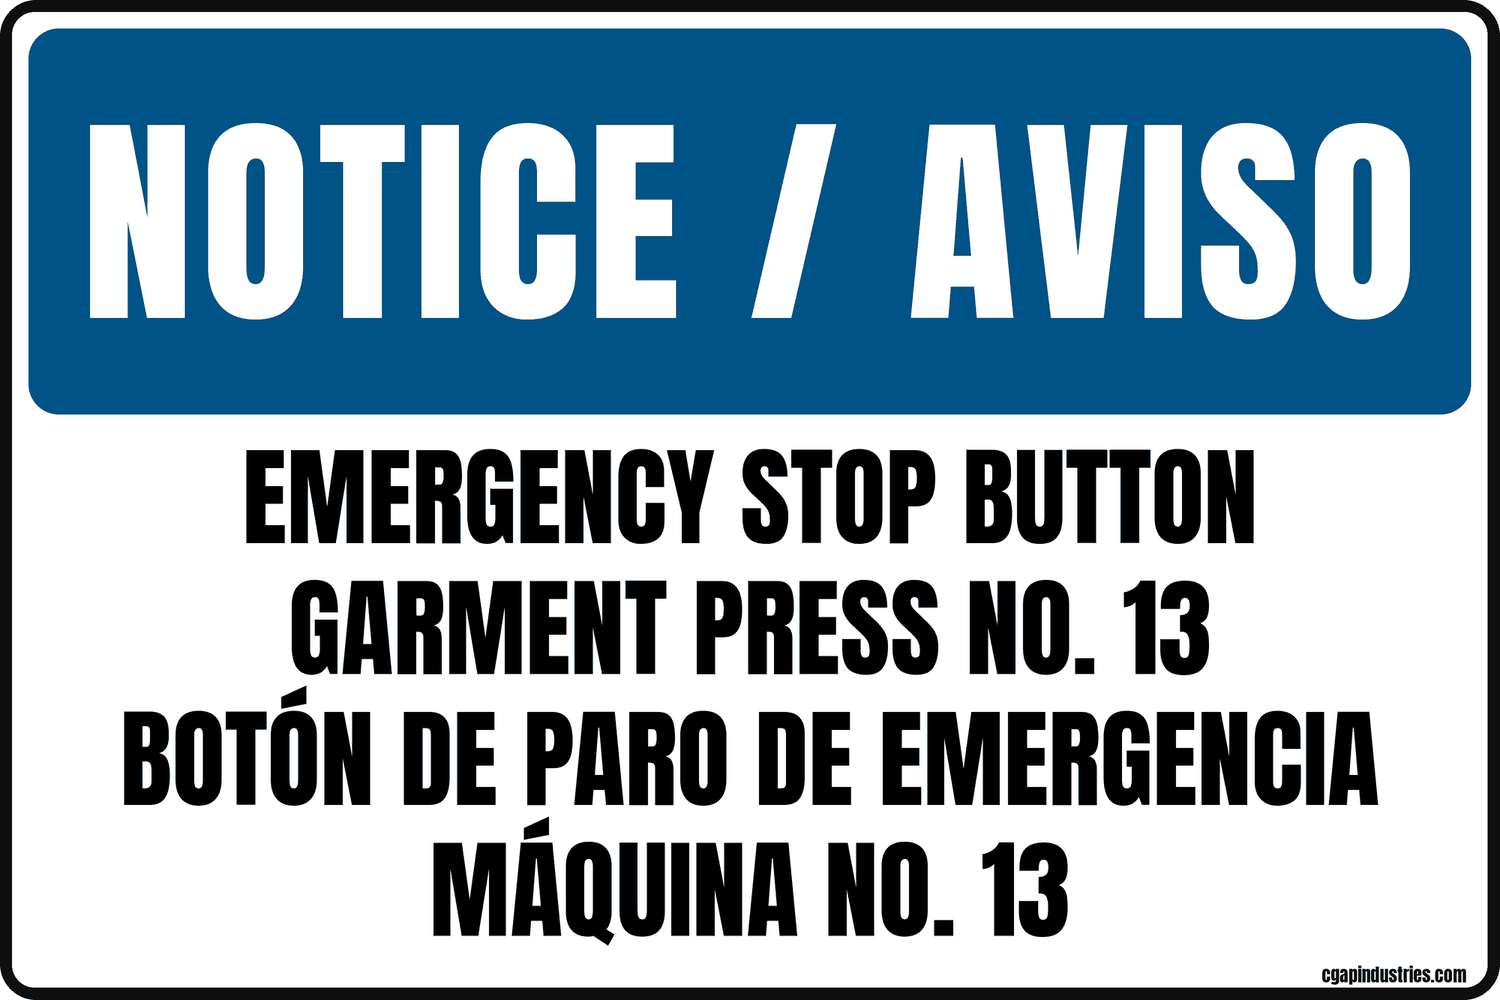 NOTICE / AVISO
EMERGENCY STOP BUTTON
GARMENT PRESS NO. 13
BOTÓN DE PARO DE EMERGENCIA
MÁQUINA NO. 13
cgapindustries.com